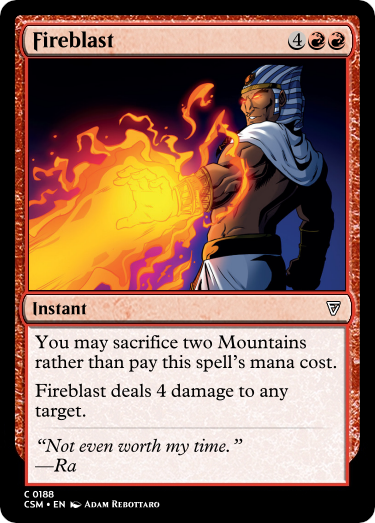 Fireblast 4
Instant
You may sacrifice two Mountains
rather than pay this spell's mana cost.
Fireblast deals 4 damage to any
target.
"Not even worth my time."
—Ra
C 0188
CSM • EN Adam Rebottaro